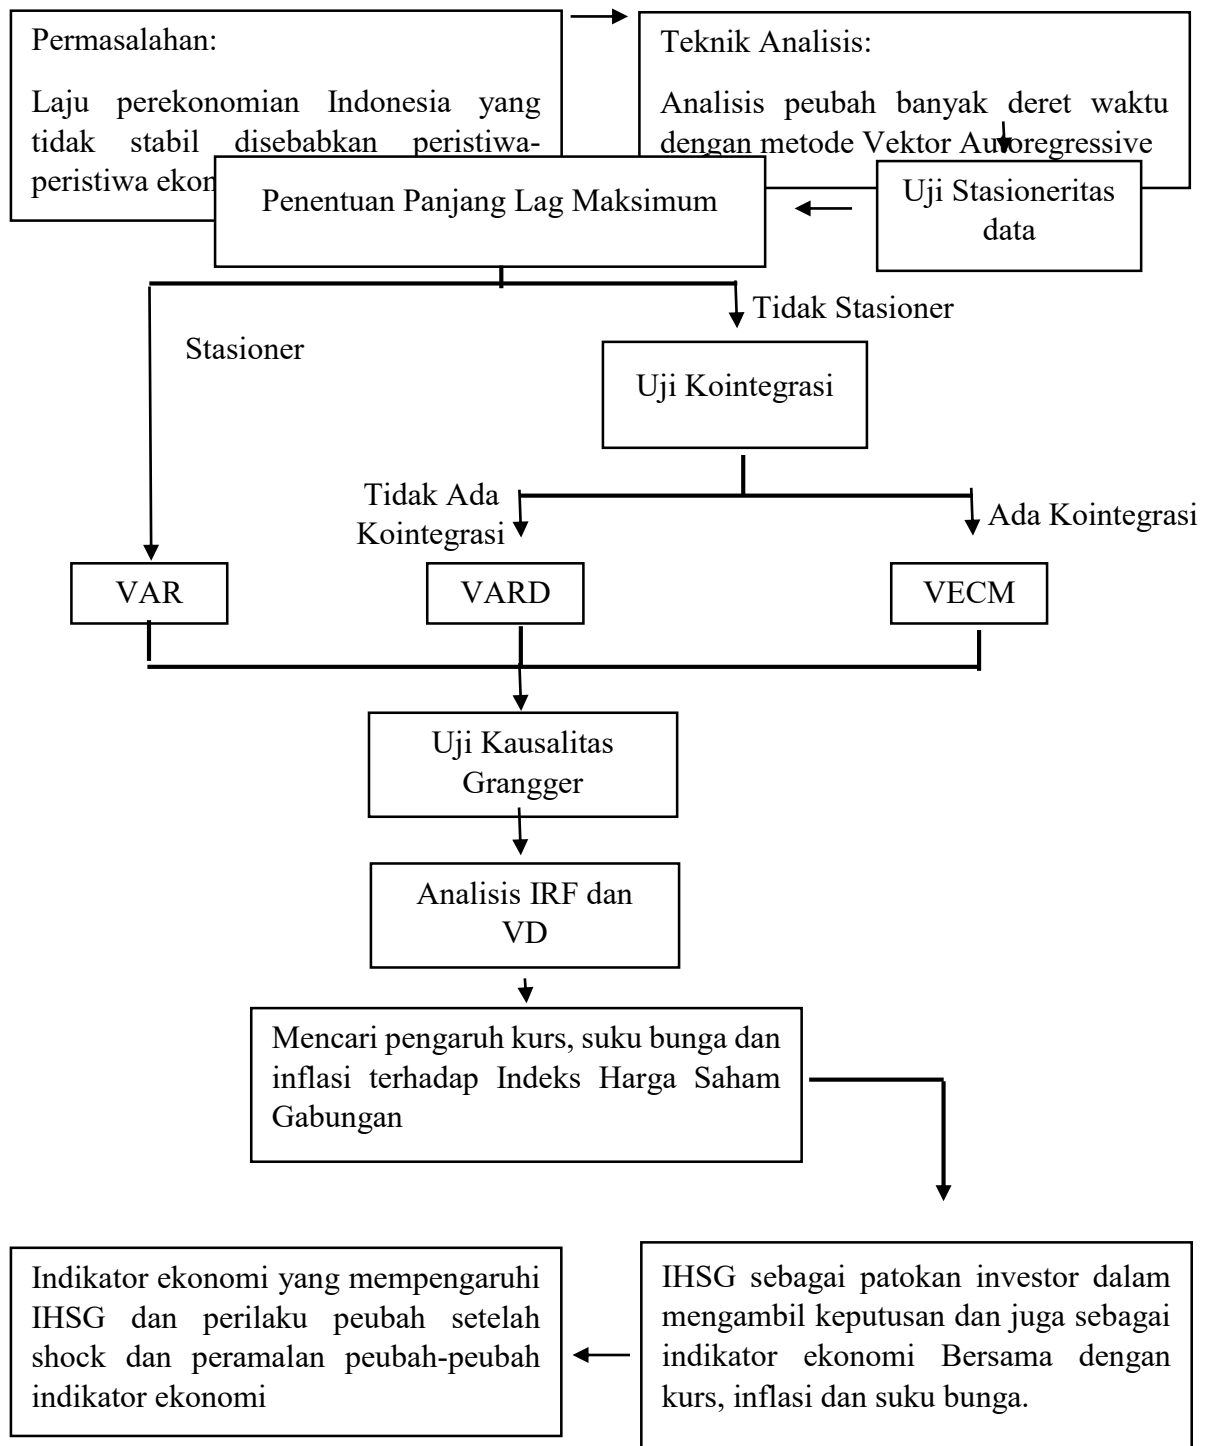 Permasalahan:
Laju perekonomian Indonesia yang
tidak stabil disebabkan peristiwa-
peristiwa
Teknik Analisis:
Analisis peubah banyak deret waktu
dengan metode Vektor Autoregressive
Uji Stasioneritas
data
Penentuan Panjang Lag Maksimum
Tidak Stasioner
Stasioner
Uji Kointegrasi
Tidak Ada
Kointegrasi
Ada Kointegrasi
VAR
VARD
VECM
Uji Kausalitas
Grangger
Analisis IRF dan
VD
Mencari pengaruh kurs, suku bunga dan
inflasi terhadap Indeks Harga Saham
Gabungan
IHSG sebagai patokan investor dalam
mengambil keputusan dan juga sebagai
indikator ekonomi Bersama dengan
kurs, inflasi dan suku bunga.
Indikator ekonomi yang mempengaruhi
IHSG dan perilaku peubah setelah
shock dan peramalan peubah-peubah
indikator ekonomi